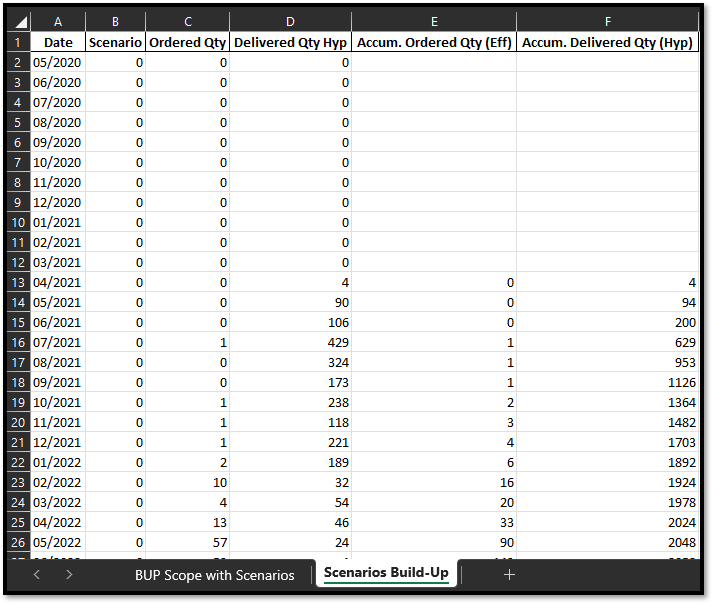 A B C D E F
1 Date Scenario Ordered Qty Delivered Qty Hyp Accum. Ordered Qty (Eff) Accum. Delivered Qty (Hyp)
2 05/2020 0 0 0
3 06/2020 0 0 0
4 07/2020 0 0 0
5 08/2020 0 0 0
6 09/2020 0 0 0
7 10/2020 0 0 0
8 11/2020 0 0 0
9 12/2020 0 0 0
10 01/2021 0 0 0
11 02/2021 0 0 0
12 03/2021 0 0 0
13 04/2021 0 0 4 0 4
14 05/2021 0 0 90 0 94
15 06/2021 0 0 106 0 200
16 07/2021 0 1 429 1 629
17 08/2021 0 0 324 1 953
18 09/2021 0 0 173 1 1126
19 10/2021 0 1 238 2 1364
20 11/2021 0 1 118 3 1482
21 12/2021 0 1 221 4 1703
22 01/2022 0 2 189 6 1892
23 02/2022 0 10 32 16 1924
24 03/2022 0 4 54 20 1978
25 04/2022 0 13 46 33 2024
26 05/2022 0 57 24 90 2048
BUP Scope with Scenarios Scenarios Build-Up +